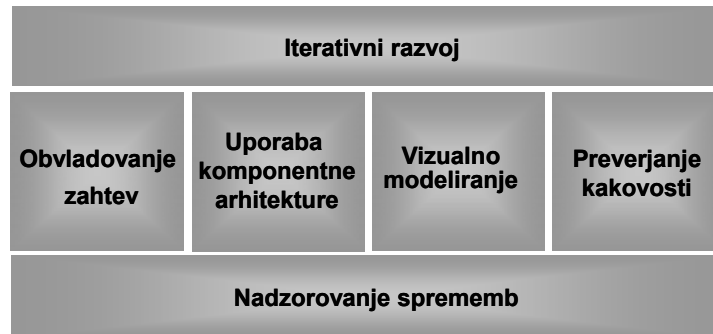 Iterativni razvoj
Obvladovanje
zahtev
Uporaba
komponentne
arhitekture
Vizualno
modeliranje
Preverjanje
kakovosti
Nadzorovanje sprememb